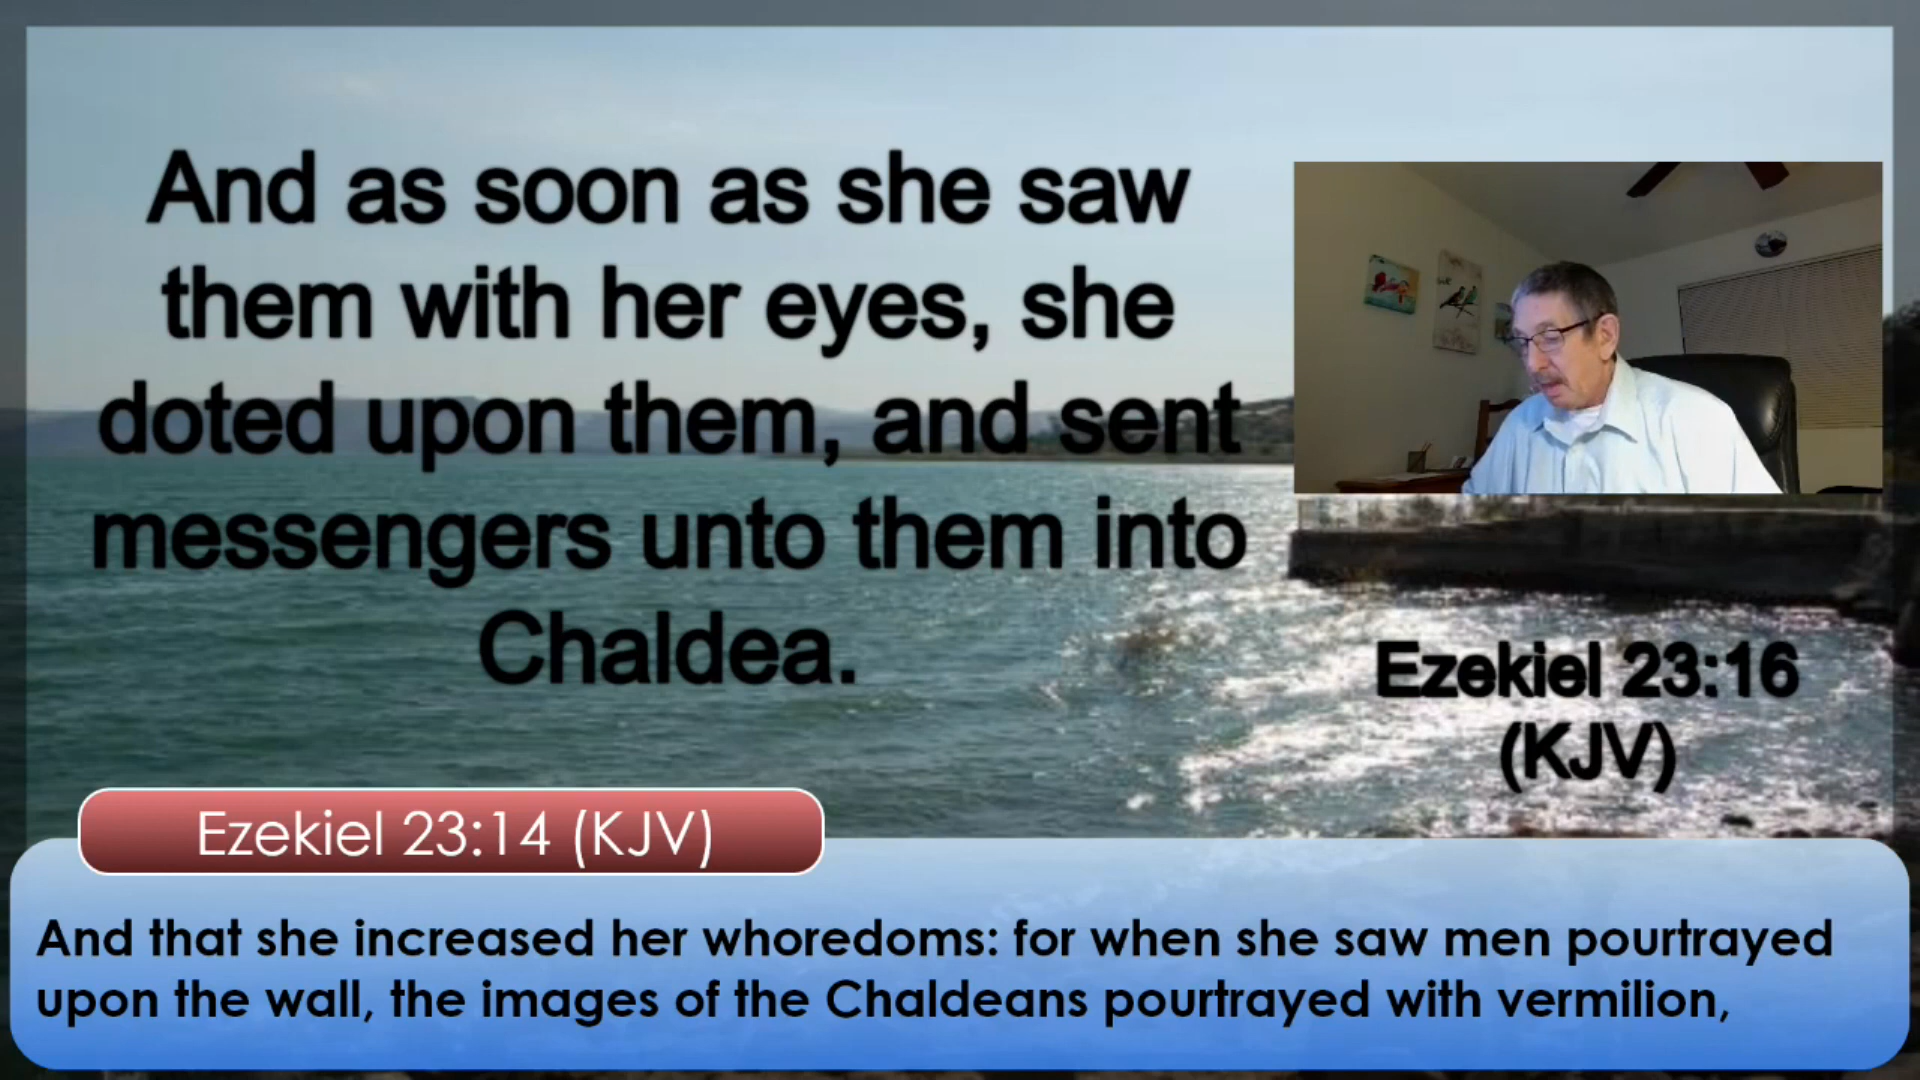 And as soon as she saw
them with her eyes, she
doted upon them, and sent
messengers unto them into
Chaldea.
Ezekiel 23:16
(KJV)
Ezekiel 23:14 (KJV)
And that she increased her whoredoms: for when she saw men pourtrayed
upon the wall, the images of the Chaldeans pourtrayed with vermilion,